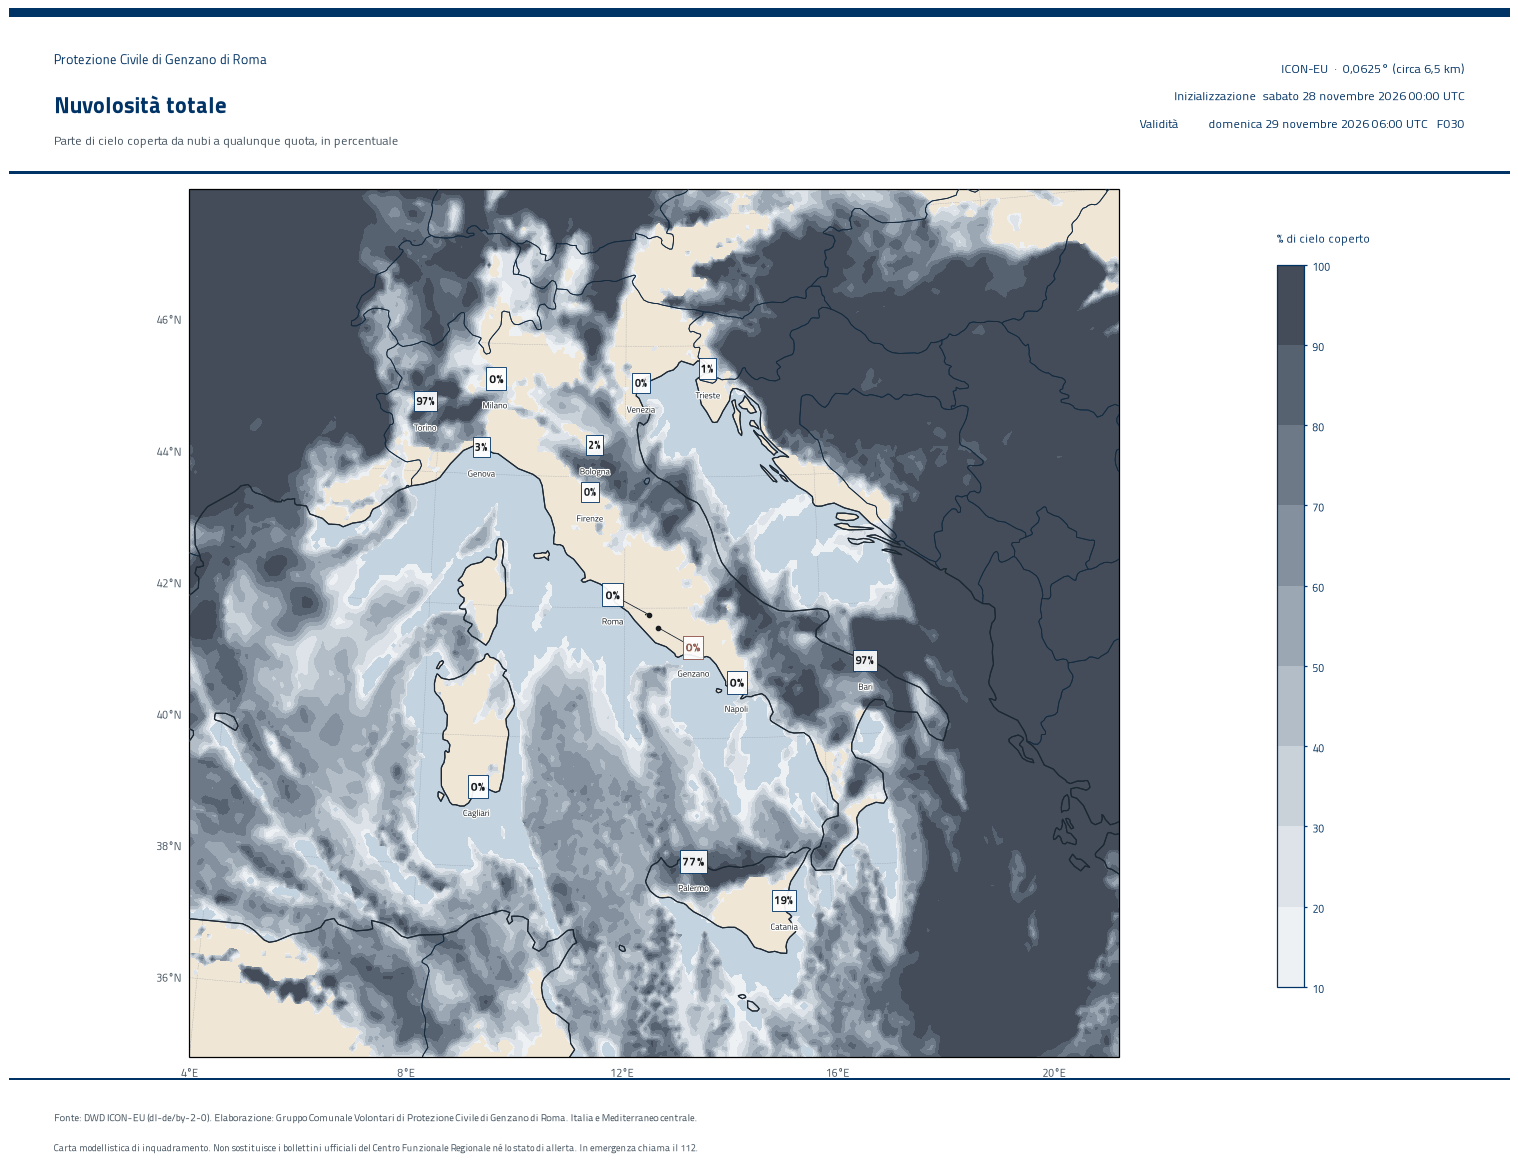 Protezione Civile di Genzano di Roma
Nuvolosità totale
Parte di cielo coperta da nubi a qualunque quota, in percentuale
ICON-EU · 0,0625° (circa 6,5 km)
Inizializzazione sabato 28 novembre 2026 00:00 UTC
Validità domenica 29 novembre 2026 06:00 UTC F030
% di cielo coperto
100
90
80
70
60
50
40
30
20
10
46°N
44°N
42°N
40°N
38°N
36°N
4°E
8°E
12°E
16°E
20°E
1%
Trieste
0%
Milano
0%
Venezia
97%
Torino
3%
Genova
2%
Bologna
0%
Firenze
0%
Roma
0%
Genzano
97%
Bari
0%
Napoli
0%
Cagliari
77%
Palermo
19%
Catania
Fonte: DWD ICON-EU (dl-de/by-2-0). Elaborazione: Gruppo Comunale Volontari di Protezione Civile di Genzano di Roma. Italia e Mediterraneo centrale.
Carta modellistica di inquadramento. Non sostituisce i bollettini ufficiali del Centro Funzionale Regionale né lo stato di allerta. In emergenza chiama il 112.